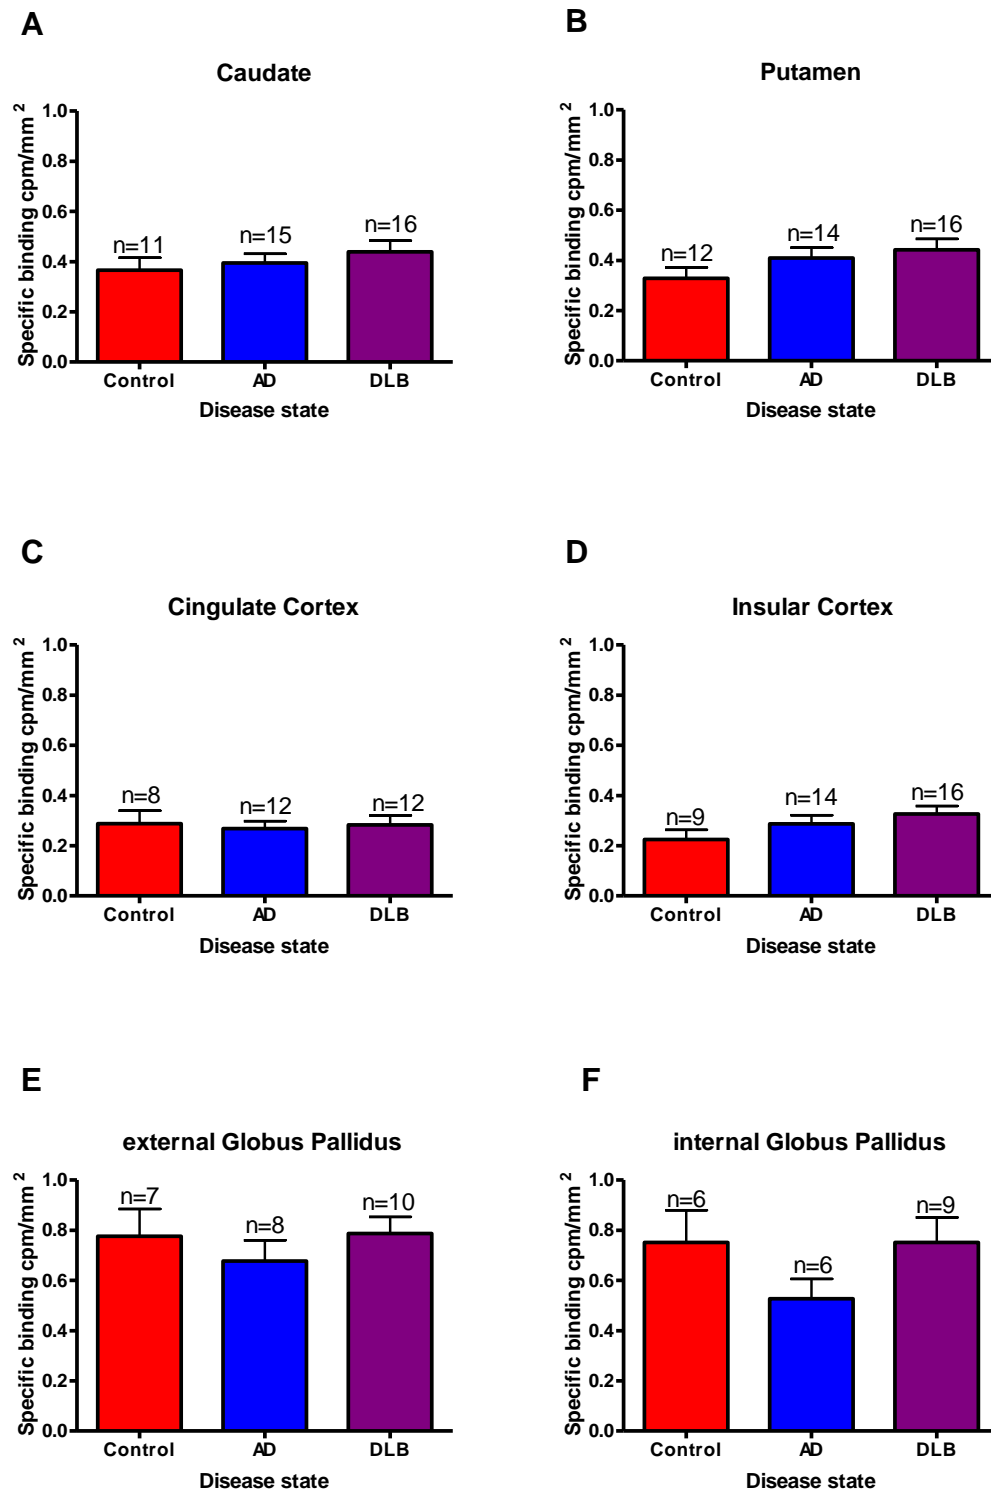 A
Caudate
Specific binding cpm/mm 2
1.0
0.8
0.6
0.4
0.2
0.0
n=11
n=15
n=16
Control AD DLB
Disease state
B
Putamen
Specific binding cpm/mm 2
1.0
0.8
0.6
0.4
0.2
0.0
n=12
n=14
n=16
Control AD DLB
Disease state
C
Cingulate Cortex
Specific binding cpm/mm 2
1.0
0.8
0.6
0.4
0.2
0.0
n=8
n=12
n=12
Control AD DLB
Disease state
D
Insular Cortex
Specific binding cpm/mm 2
1.0
0.8
0.6
0.4
0.2
0.0
n=9
n=14
n=16
Control AD DLB
Disease state
E
external Globus Pallidus
Specific binding cpm/mm 2
1.0
0.8
0.6
0.4
0.2
0.0
n=7
n=8
n=10
Control AD DLB
Disease state
F
internal Globus Pallidus
Specific binding cpm/mm 2
1.0
0.8
0.6
0.4
0.2
0.0
n=6
n=6
n=9
Control AD DLB
Disease state